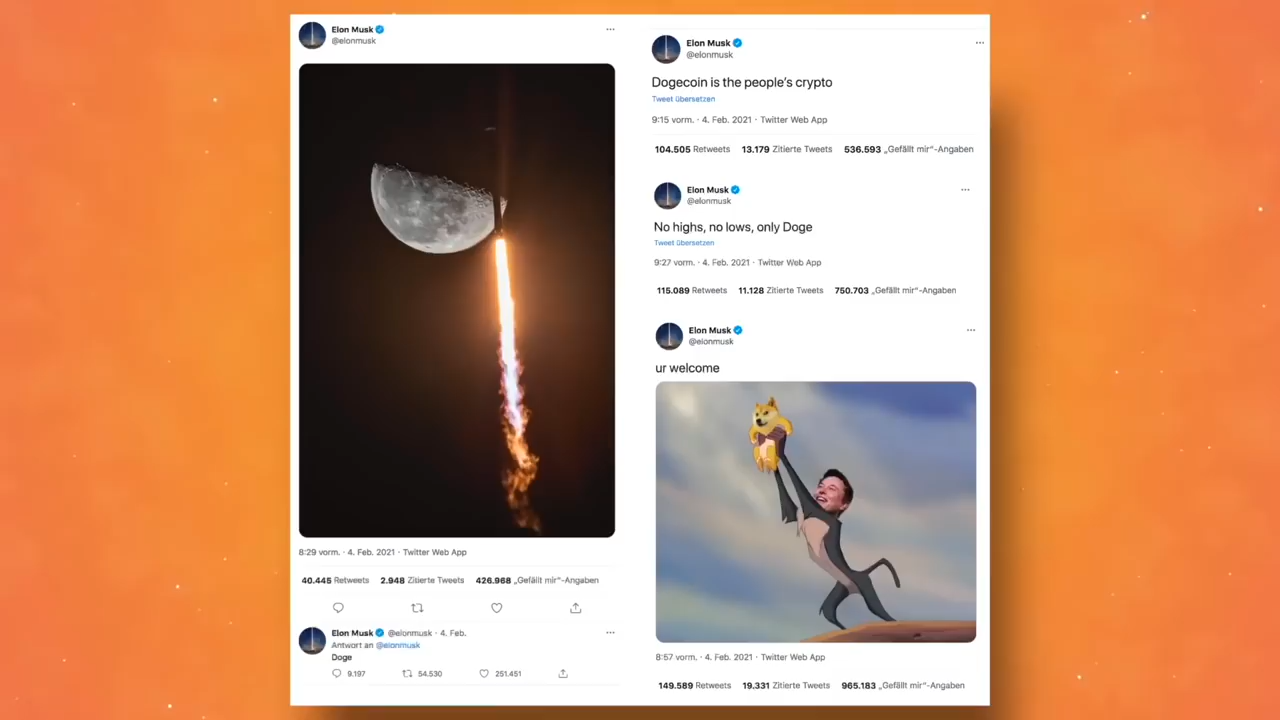 Elon Musk
@elonmusk
8:29 vorm. · 4. Feb. 2021 · Twitter Web App
40.445 Retweets 2.948 Zitierte Tweets 426.968 „Gefällt mir“-Angaben
Elon Musk @elonmusk · 4. Feb.
Antwort an @elonmusk
Doge
9.197 54.530 251.451
Elon Musk
@elonmusk
Dogecoin is the people's crypto
Tweet übersetzen
9:15 vorm. · 4. Feb. 2021 · Twitter Web App
104.505 Retweets 13.179 Zitierte Tweets 536.593 „Gefällt mir“-Angaben
Elon Musk
@elonmusk
No highs, no lows, only Doge
Tweet übersetzen
9:27 vorm. · 4. Feb. 2021 · Twitter Web App
115.089 Retweets 11.128 Zitierte Tweets 750.703 „Gefällt mir“-Angaben
Elon Musk
@elonmusk
ur welcome
8:57 vorm. · 4. Feb. 2021 · Twitter Web App
149.589 Retweets 19.331 Zitierte Tweets 965.183 „Gefällt mir“-Angaben